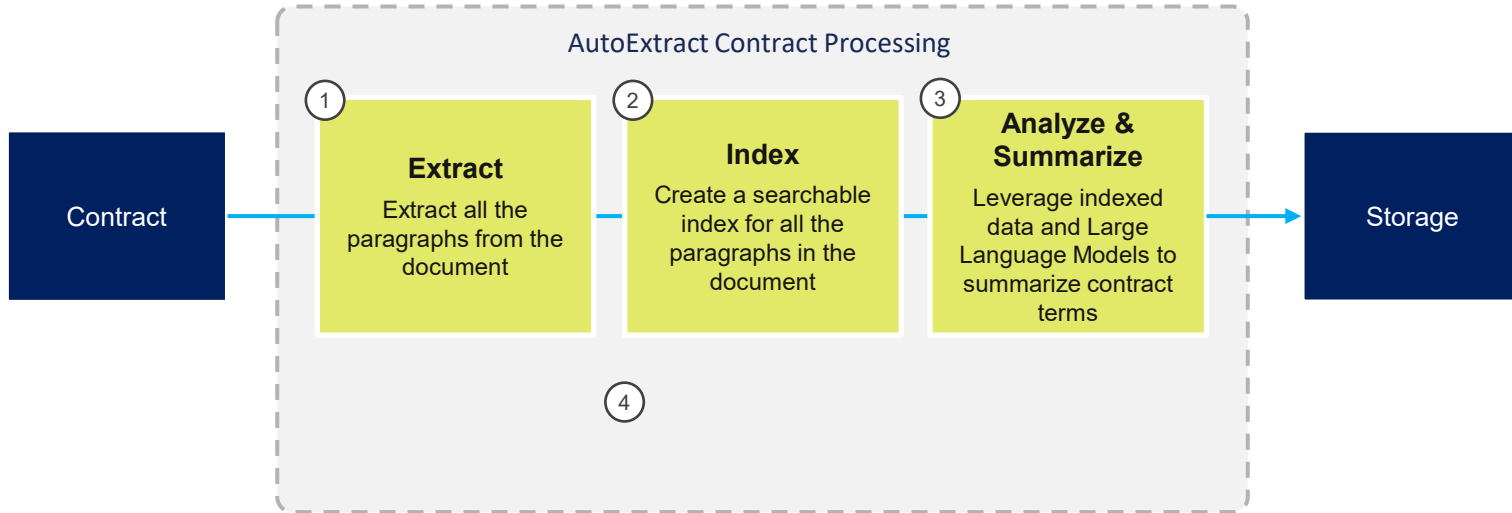 AutoExtract Contract Processing
1
2
3
Contract
Extract
Extract all the
paragraphs from the
document
Index
Create a searchable
index for all the
paragraphs in the
document
Analyze &
Summarize
Leverage indexed
data and Large
Language Models to
summarize contract
terms
Storage
4